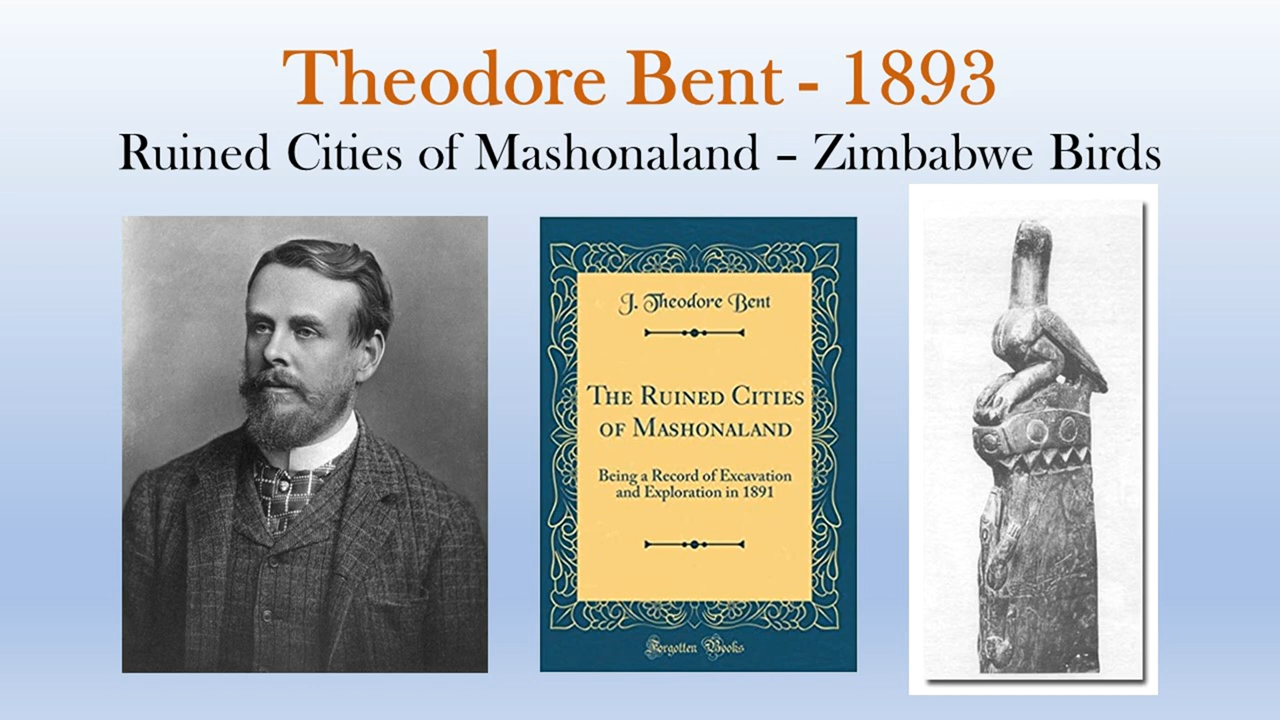 Theodore Bent - 1893
Ruined Cities of Mashonaland – Zimbabwe Birds
J. Theodore Bent
The Ruined Cities
of Mashonaland
Being a Record of Excavation
and Exploration in 1891
Forgotten Books